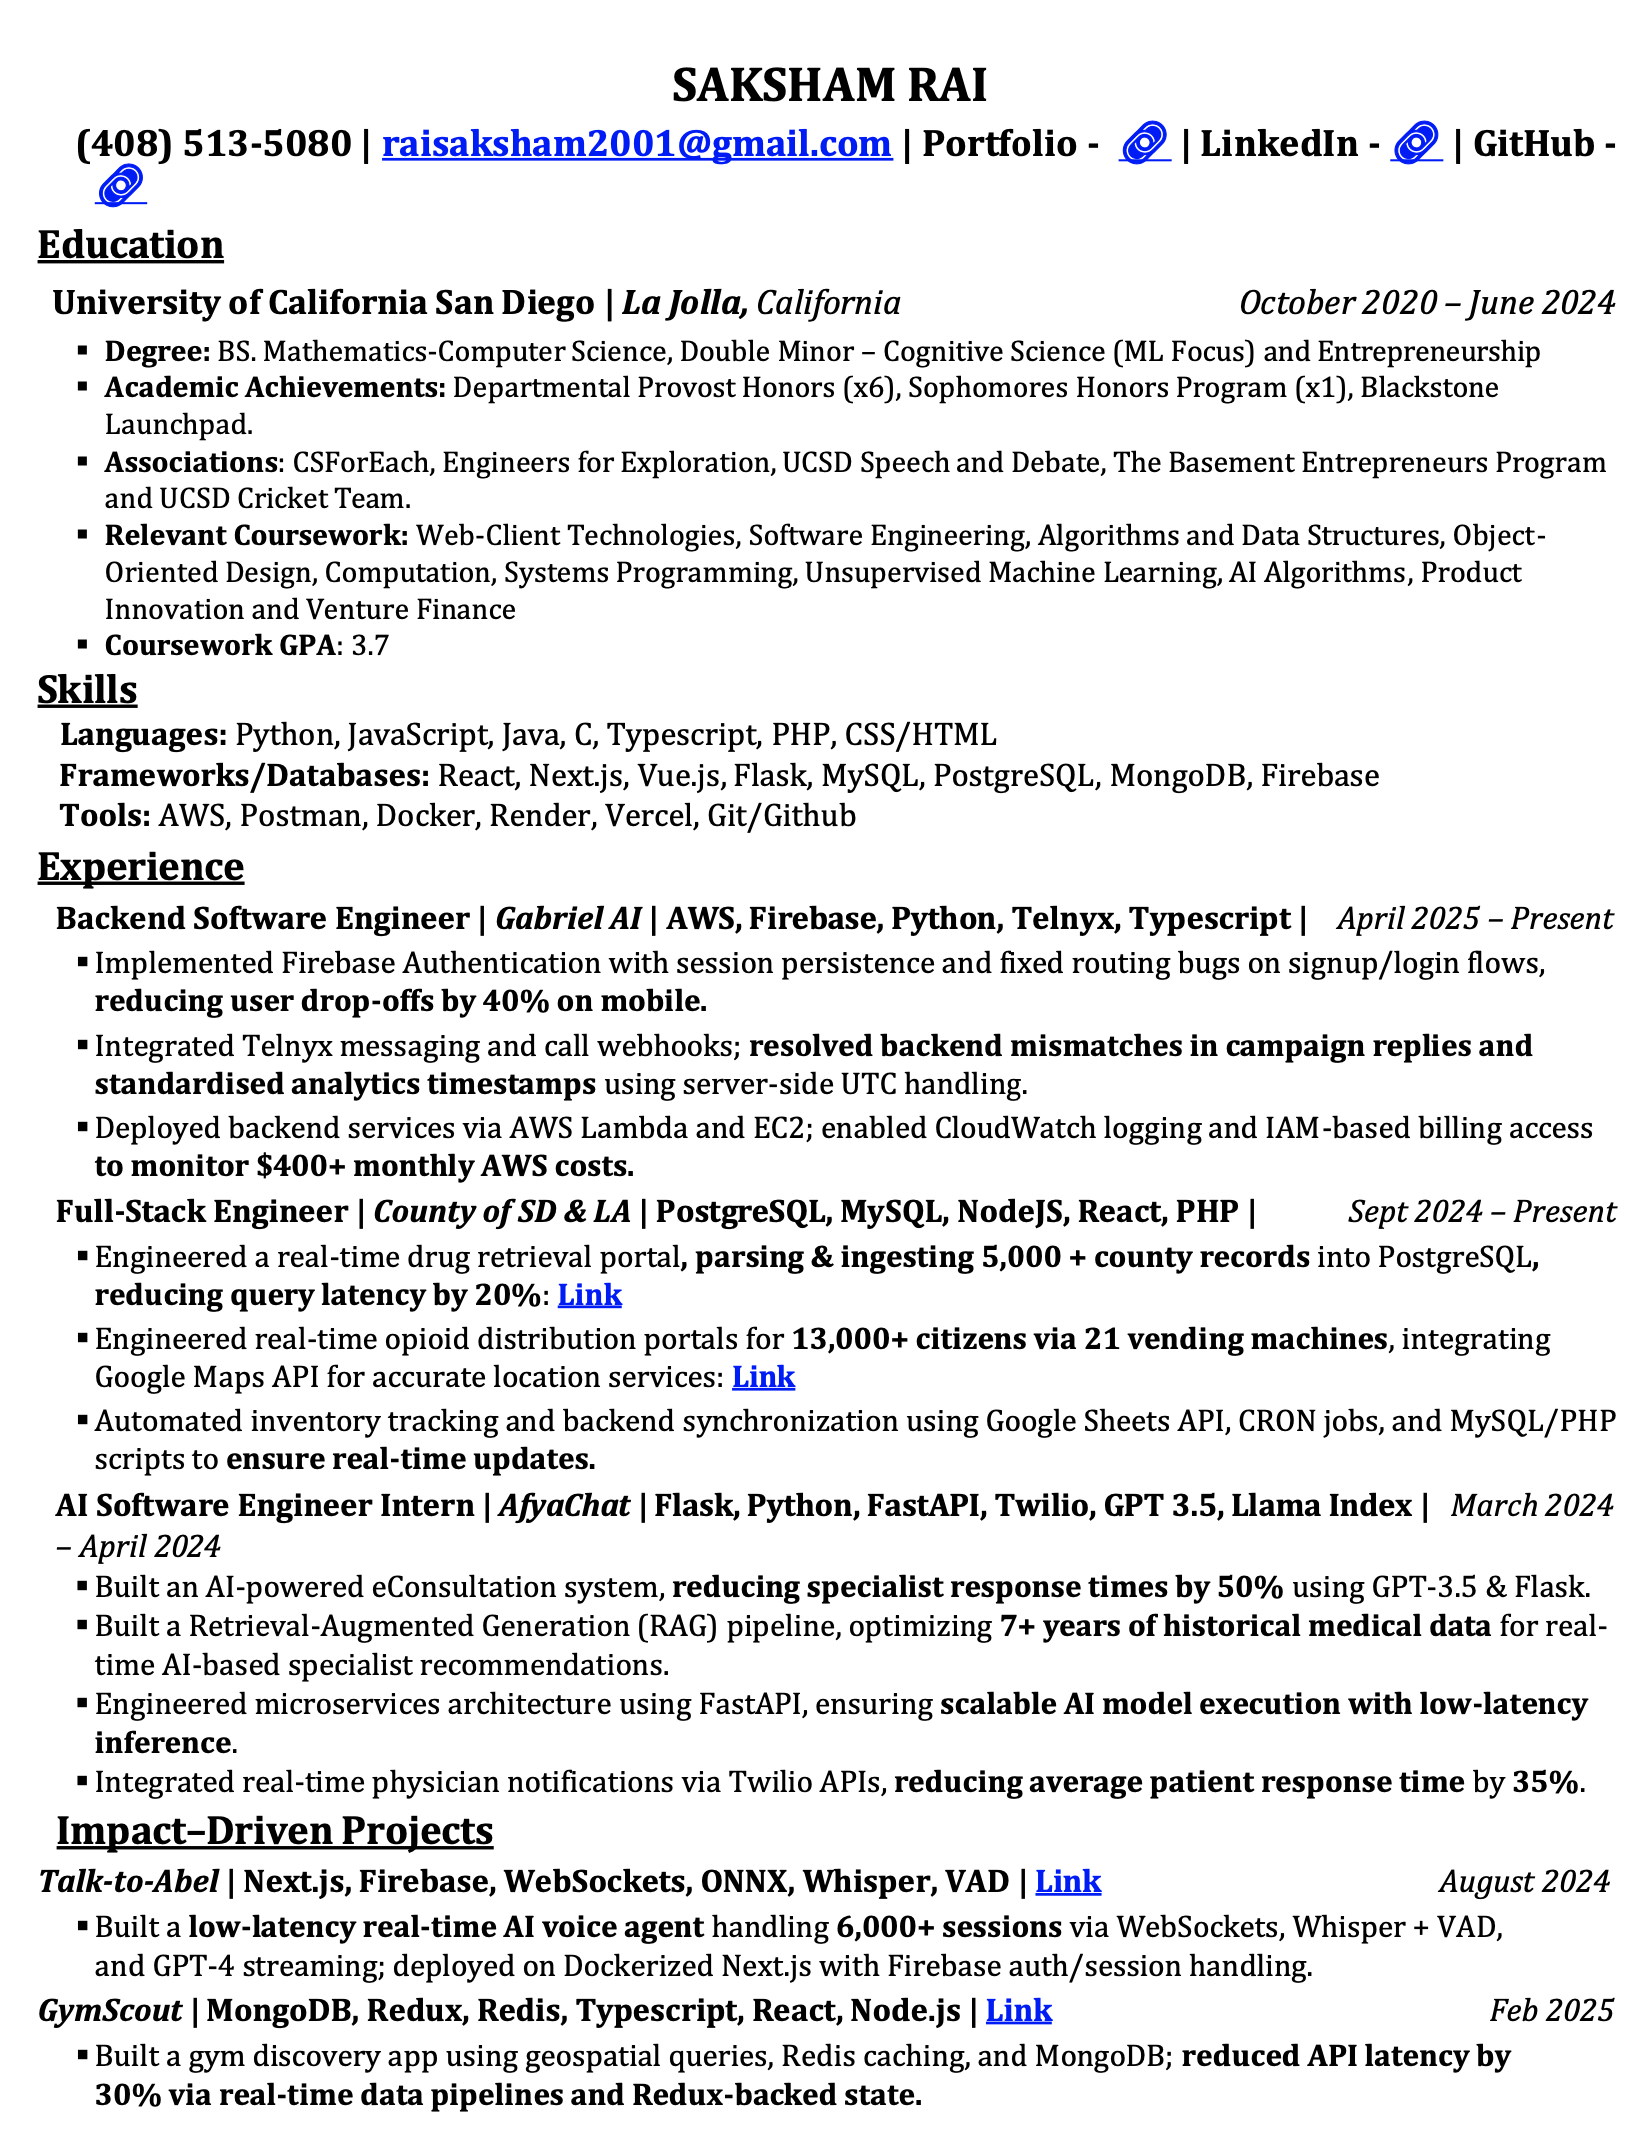 SAKSHAM RAI
(408) 513-5080 | raisaksham2001@gmail.com | Portfolio - | LinkedIn - | GitHub -
Education
University of California San Diego | La Jolla, California October 2020 – June 2024
▪ Degree: BS. Mathematics-Computer Science, Double Minor – Cognitive Science (ML Focus) and Entrepreneurship
▪ Academic Achievements: Departmental Provost Honors (x6), Sophomores Honors Program (x1), Blackstone
Launchpad.
▪ Associations: CSForEach, Engineers for Exploration, UCSD Speech and Debate, The Basement Entrepreneurs Program
and UCSD Cricket Team.
▪ Relevant Coursework: Web-Client Technologies, Software Engineering, Algorithms and Data Structures, Object-
Oriented Design, Computation, Systems Programming, Unsupervised Machine Learning, AI Algorithms, Product
Innovation and Venture Finance
▪ Coursework GPA: 3.7
Skills
Languages: Python, JavaScript, Java, C, Typescript, PHP, CSS/HTML
Frameworks/Databases: React, Next.js, Vue.js, Flask, MySQL, PostgreSQL, MongoDB, Firebase
Tools: AWS, Postman, Docker, Render, Vercel, Git/Github
Experience
Backend Software Engineer | Gabriel AI | AWS, Firebase, Python, Telnyx, Typescript | April 2025 – Present
▪ Implemented Firebase Authentication with session persistence and fixed routing bugs on signup/login flows,
reducing user drop-offs by 40% on mobile.
▪ Integrated Telnyx messaging and call webhooks; resolved backend mismatches in campaign replies and
standardised analytics timestamps using server-side UTC handling.
▪ Deployed backend services via AWS Lambda and EC2; enabled CloudWatch logging and IAM-based billing access
to monitor $400+ monthly AWS costs.
Full-Stack Engineer | County of SD & LA | PostgreSQL, MySQL, NodeJS, React, PHP | Sept 2024 – Present
▪ Engineered a real-time drug retrieval portal, parsing & ingesting 5,000 + county records into PostgreSQL,
reducing query latency by 20%: Link
▪ Engineered real-time opioid distribution portals for 13,000+ citizens via 21 vending machines, integrating
Google Maps API for accurate location services: Link
▪ Automated inventory tracking and backend synchronization using Google Sheets API, CRON jobs, and MySQL/PHP
scripts to ensure real-time updates.
AI Software Engineer Intern | AfyaChat | Flask, Python, FastAPI, Twilio, GPT 3.5, Llama Index | March 2024
– April 2024
▪ Built an AI-powered eConsultation system, reducing specialist response times by 50% using GPT-3.5 & Flask.
▪ Built a Retrieval-Augmented Generation (RAG) pipeline, optimizing 7+ years of historical medical data for real-
time AI-based specialist recommendations.
▪ Engineered microservices architecture using FastAPI, ensuring scalable AI model execution with low-latency
inference.
▪ Integrated real-time physician notifications via Twilio APIs, reducing average patient response time by 35%.
Impact–Driven Projects
Talk-to-Abel | Next.js, Firebase, WebSockets, ONNX, Whisper, VAD | Link August 2024
▪ Built a low-latency real-time AI voice agent handling 6,000+ sessions via WebSockets, Whisper + VAD,
and GPT-4 streaming; deployed on Dockerized Next.js with Firebase auth/session handling.
GymScout | MongoDB, Redux, Redis, Typescript, React, Node.js | Link Feb 2025
▪ Built a gym discovery app using geospatial queries, Redis caching, and MongoDB; reduced API latency by
30% via real-time data pipelines and Redux-backed state.